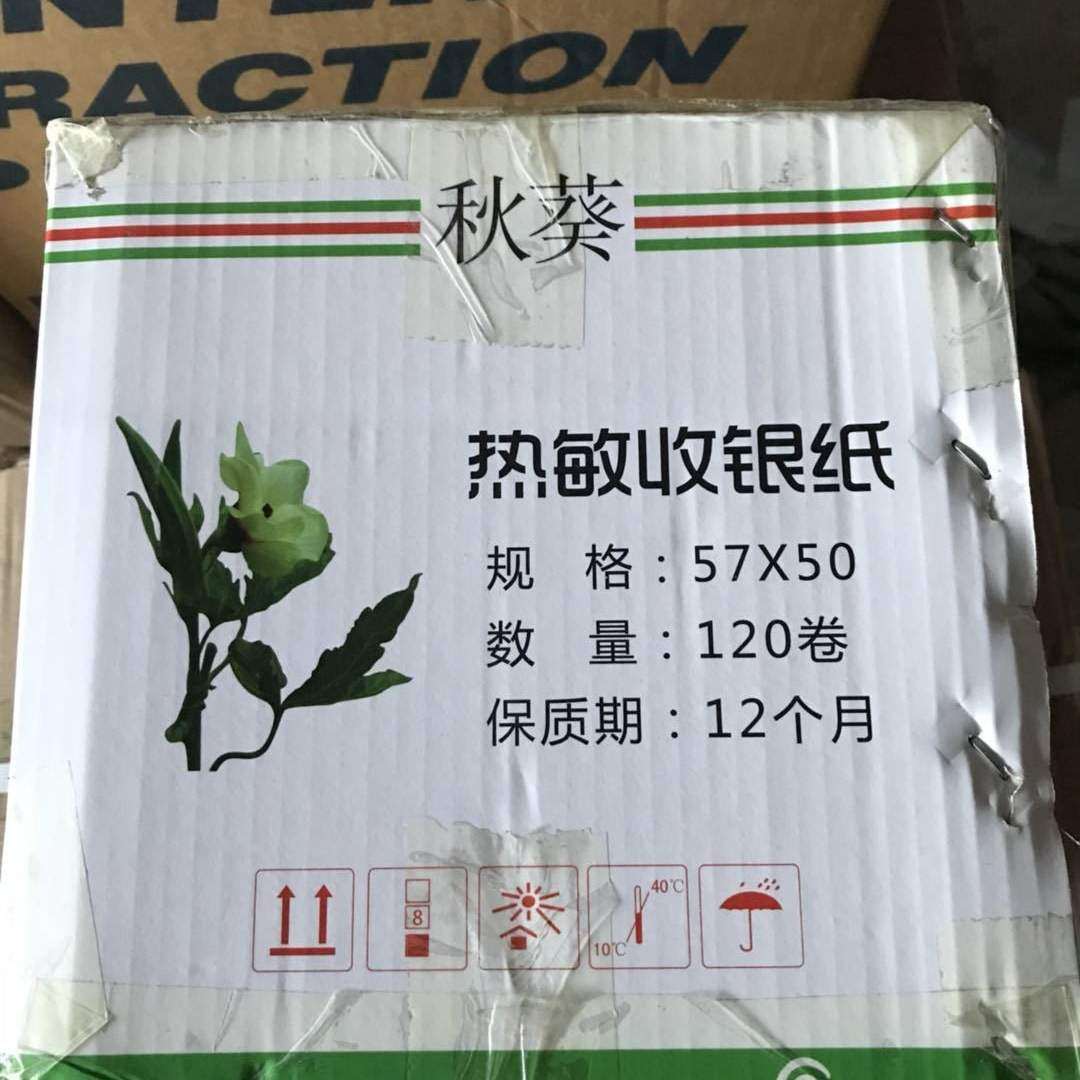 RACTION
秋葵
热敏收银纸
规 格:57X50
数 量:120卷
保质期:12个月
8
40℃
10℃